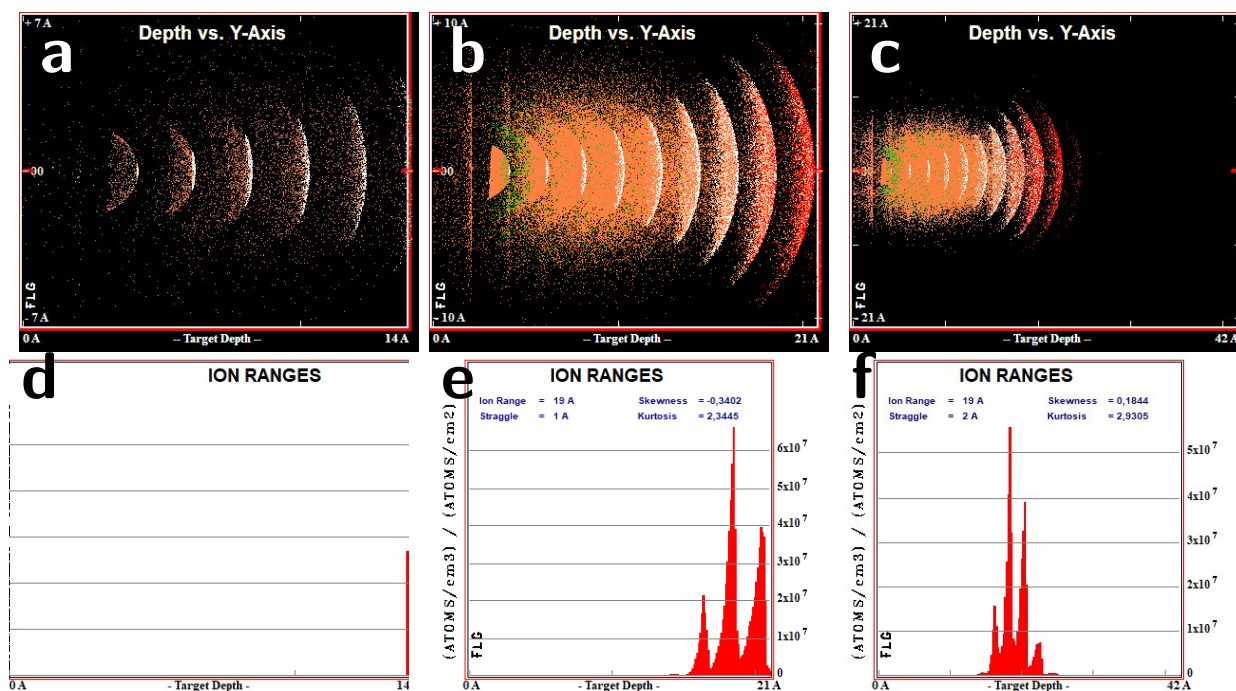 +7 A
a
Depth vs. Y-Axis
00
FLG
-7 A
0 A
-- Target Depth --
14 A
+10 A
b
Depth vs. Y-Axis
00
FLG
-10 A
0 A
-- Target Depth --
21 A
+21 A
c
Depth vs. Y-Axis
00
FLG
-21 A
0 A
-- Target Depth --
42 A
d
ION RANGES
0 A
- Target Depth -
14
e
ION RANGES
Ion Range = 19 A Skewness = -0,3402
Straggle = 1 A Kurtosis = 2,3445
(ATOMS/cm3) / (ATOMS/cm2)
6x10^7
5x10^7
4x10^7
3x10^7
2x10^7
1x10^7
0
FLG
0 A
- Target Depth -
21 A
f
ION RANGES
Ion Range = 19 A Skewness = 0,1844
Straggle = 2 A Kurtosis = 2,9305
(ATOMS/cm3) / (ATOMS/cm2)
5x10^7
4x10^7
3x10^7
2x10^7
1x10^7
0
FLG
0 A
- Target Depth -
42 A